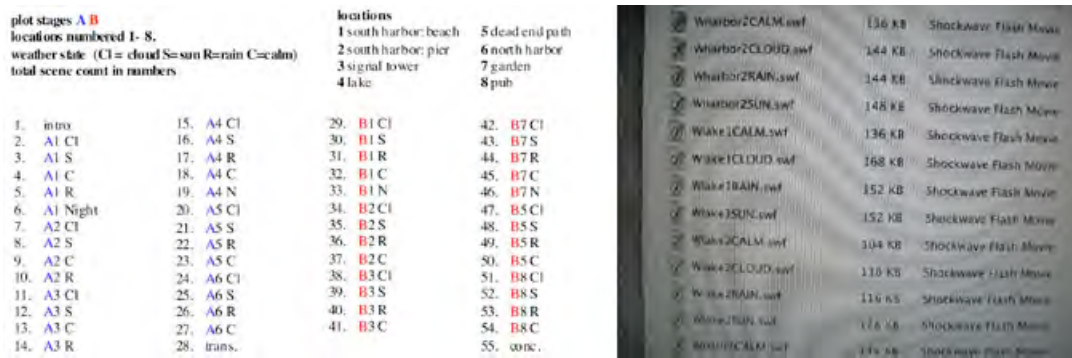 plot stages A B
locations numbered 1- 8.
weather state (Cl = cloud S=sun R=rain C=calm)
total scene count in numbers
locations
1 south harbor: beach
2 south harbor: pier
3 signal tower
4 lake
5 dead end path
6 north harbor
7 garden
8 pub
1. intro
2. A1 Cl
3. A1 S
4. A1 C
5. A1 R
6. A1 Night
7. A2 Cl
8. A2 S
9. A2 C
10. A2 R
11. A3 Cl
12. A3 S
13. A3 C
14. A3 R
15. A4 Cl
16. A4 S
17. A4 R
18. A4 C
19. A4 N
20. A5 Cl
21. A5 S
22. A5 R
23. A5 C
24. A6 Cl
25. A6 S
26. A6 R
27. A6 C
28. trans.
29. B1 Cl
30. B1 S
31. B1 R
32. B1 C
33. B1 N
34. B2 Cl
35. B2 S
36. B2 R
37. B2 C
38. B3 Cl
39. B3 S
40. B3 R
41. B3 C
42. B7 Cl
43. B7 S
44. B7 R
45. B7 C
46. B7 N
47. B5 Cl
48. B5 S
49. B5 R
50. B5 C
51. B8 Cl
52. B8 S
53. B8 R
54. B8 C
55. conc.
Wharbor2CALM.swf 136 KB Shockwave Flash Movie
Wharbor2CLOUD.swf 144 KB Shockwave Flash Movie
Wharbor2RAIN.swf 144 KB Shockwave Flash Movie
Wharbor2SUN.swf 148 KB Shockwave Flash Movie
Wlake1CALM.swf 136 KB Shockwave Flash Movie
Wlake1CLOUD.swf 168 KB Shockwave Flash Movie
Wlake1RAIN.swf 152 KB Shockwave Flash Movie
Wlake1SUN.swf 152 KB Shockwave Flash Movie
Wlake2CALM.swf 104 KB Shockwave Flash Movie
Wlake2CLOUD.swf Shockwave Flash Movie
Wlake2RAIN.swf 116 KB Shockwave Flash Movie
Wlake2SUN.swf Shockwave Flash Movie
Shockwave Flash Movie